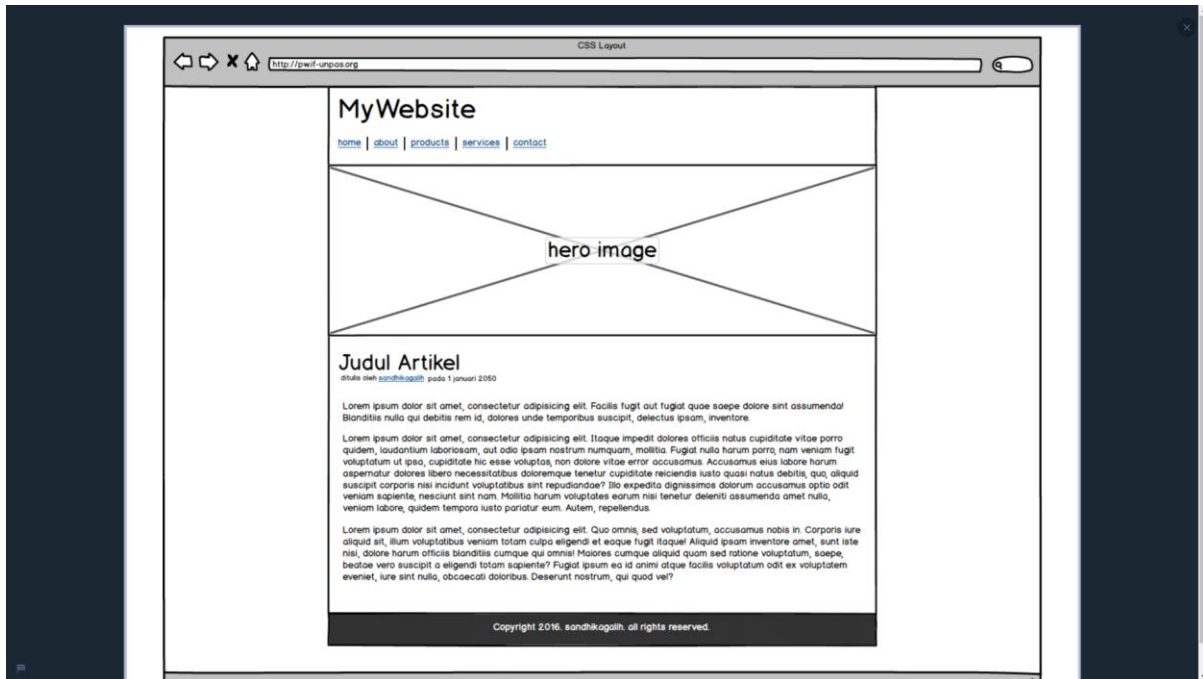 CSS Layout
http://pwif-unpas.org
MyWebsite
home | about | products | services | contact
hero image
Judul Artikel
ditulis oleh sandhikagalih pada 1 januari 2050
Lorem ipsum dolor sit amet, consectetur adipisicing elit. Facilis fugit aut fugiat quae saepe dolore sint assumenda!
Blanditiis nulla qui debitis rem id, dolores unde temporibus suscipit, delectus ipsam, inventore.
Lorem ipsum dolor sit amet, consectetur adipisicing elit. Itaque impedit dolores officiis natus cupiditate vitae porro
quidem, laudantium laboriosam, aut odio ipsam nostrum numquam, mollitia. Fugiat nulla harum porro, nam veniam fugit
voluptatum ut ipsa, cupiditate hic esse voluptas, non dolore vitae error accusamus. Accusamus eius labore harum
aspernatur dolores libero necessitatibus doloremque tenetur cupiditate reiciendis iusto quasi natus debitis, quo, aliquid
suscipit corporis nisi incidunt voluptatibus sint repudiandae? Illo expedita dignissimos dolorum accusamus optio odit
veniam sapiente, nesciunt sint nam. Mollitia harum voluptates earum nisi tenetur deleniti assumenda amet nulla,
veniam labore, quidem tempora iusto pariatur eum. Autem, repellendus.
Lorem ipsum dolor sit amet, consectetur adipisicing elit. Quo omnis, sed voluptatum, accusamus nobis in. Corporis iure
aliquid sit, illum voluptatibus veniam totam culpa eligendi et eaque fugit itaque! Aliquid ipsam inventore amet, sunt iste
nisi, dolore harum officiis blanditiis cumque qui omnis! Maiores cumque aliquid quam sed ratione voluptatum, saepe,
beatae vero suscipit a eligendi totam sapiente? Fugiat ipsum ea id animi atque facilis voluptatum odit ex voluptatem
eveniet, iure sint nulla, obcaecati doloribus. Deserunt nostrum, qui quod vel?
Copyright 2016. sandhikagalih. all rights reserved.